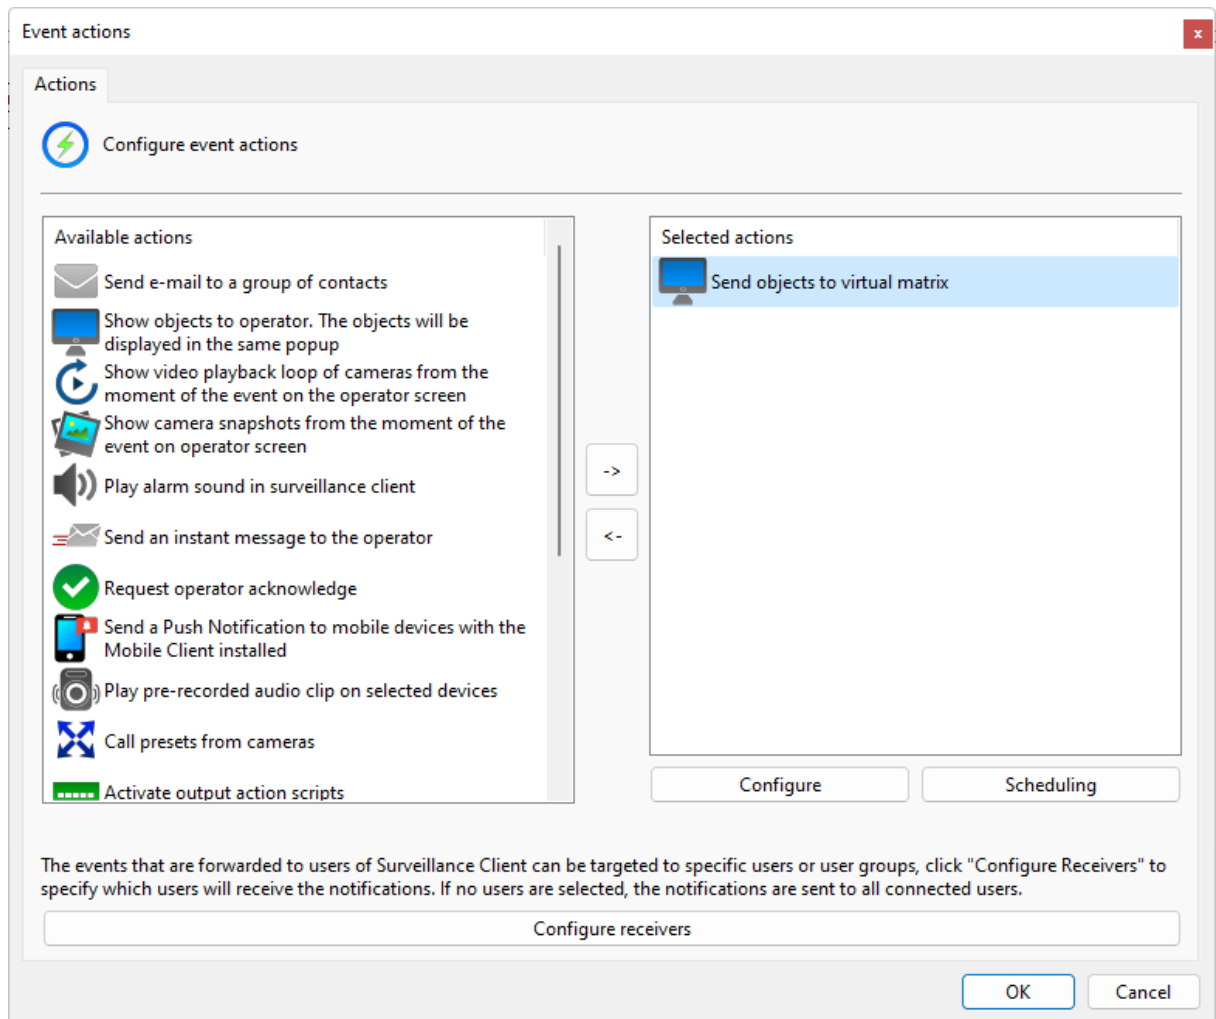 Event actions
x
Actions
Configure event actions
Available actions
Send e-mail to a group of contacts
Show objects to operator. The objects will be
displayed in the same popup
Show video playback loop of cameras from the
moment of the event on the operator screen
Show camera snapshots from the moment of the
event on operator screen
Play alarm sound in surveillance client
Send an instant message to the operator
Request operator acknowledge
Send a Push Notification to mobile devices with the
Mobile Client installed
Play pre-recorded audio clip on selected devices
Call presets from cameras
Activate output action scripts
->
<-
Selected actions
Send objects to virtual matrix
Configure
Scheduling
The events that are forwarded to users of Surveillance Client can be targeted to specific users or user groups, click "Configure Receivers" to
specify which users will receive the notifications. If no users are selected, the notifications are sent to all connected users.
Configure receivers
OK
Cancel